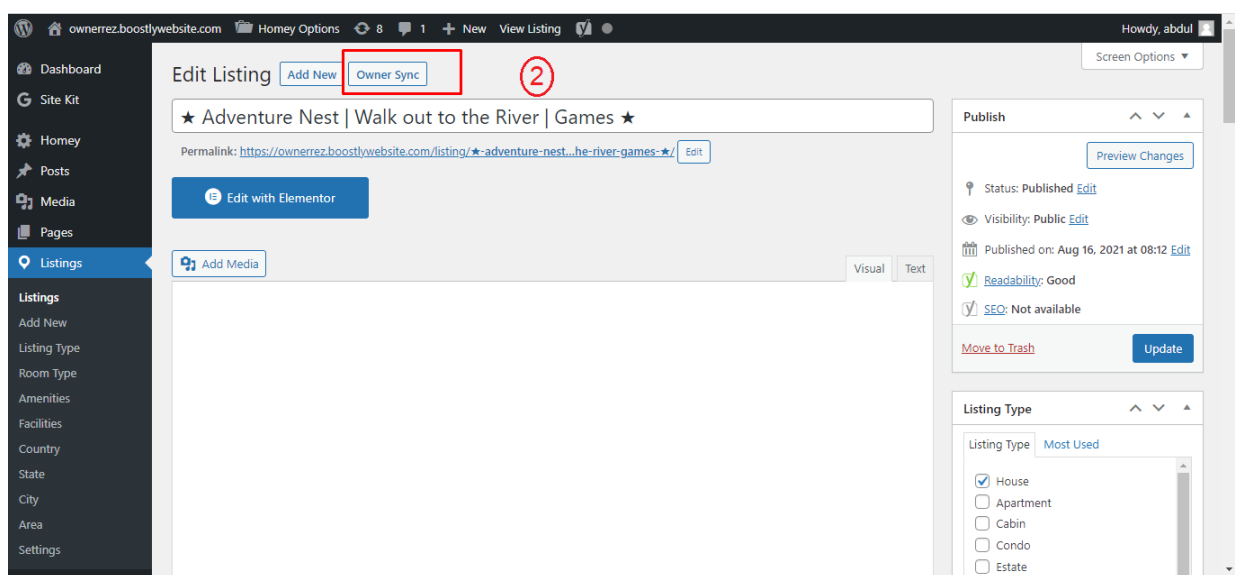 ownerrez.boostlywebsite.com Homey Options 8 1 + New View Listing Howdy, abdul
Screen Options ▼
Dashboard
Site Kit
Homey
Posts
Media
Pages
Listings
Listings
Add New
Listing Type
Room Type
Amenities
Facilities
Country
State
City
Area
Settings
Edit Listing Add New Owner Sync 2
★ Adventure Nest | Walk out to the River | Games ★
Permalink: https://ownerrez.boostlywebsite.com/listing/★-adventure-nest...he-river-games-★/ Edit
Edit with Elementor
Add Media
Visual Text
Publish
Preview Changes
Status: Published Edit
Visibility: Public Edit
Published on: Aug 16, 2021 at 08:12 Edit
Readability: Good
SEO: Not available
Move to Trash Update
Listing Type
Listing Type Most Used
House
Apartment
Cabin
Condo
Estate